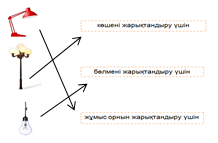 көшені жарықтандыру үшін
бөлмені жарықтандыру үшін
жұмыс орнын жарықтандыру үшін